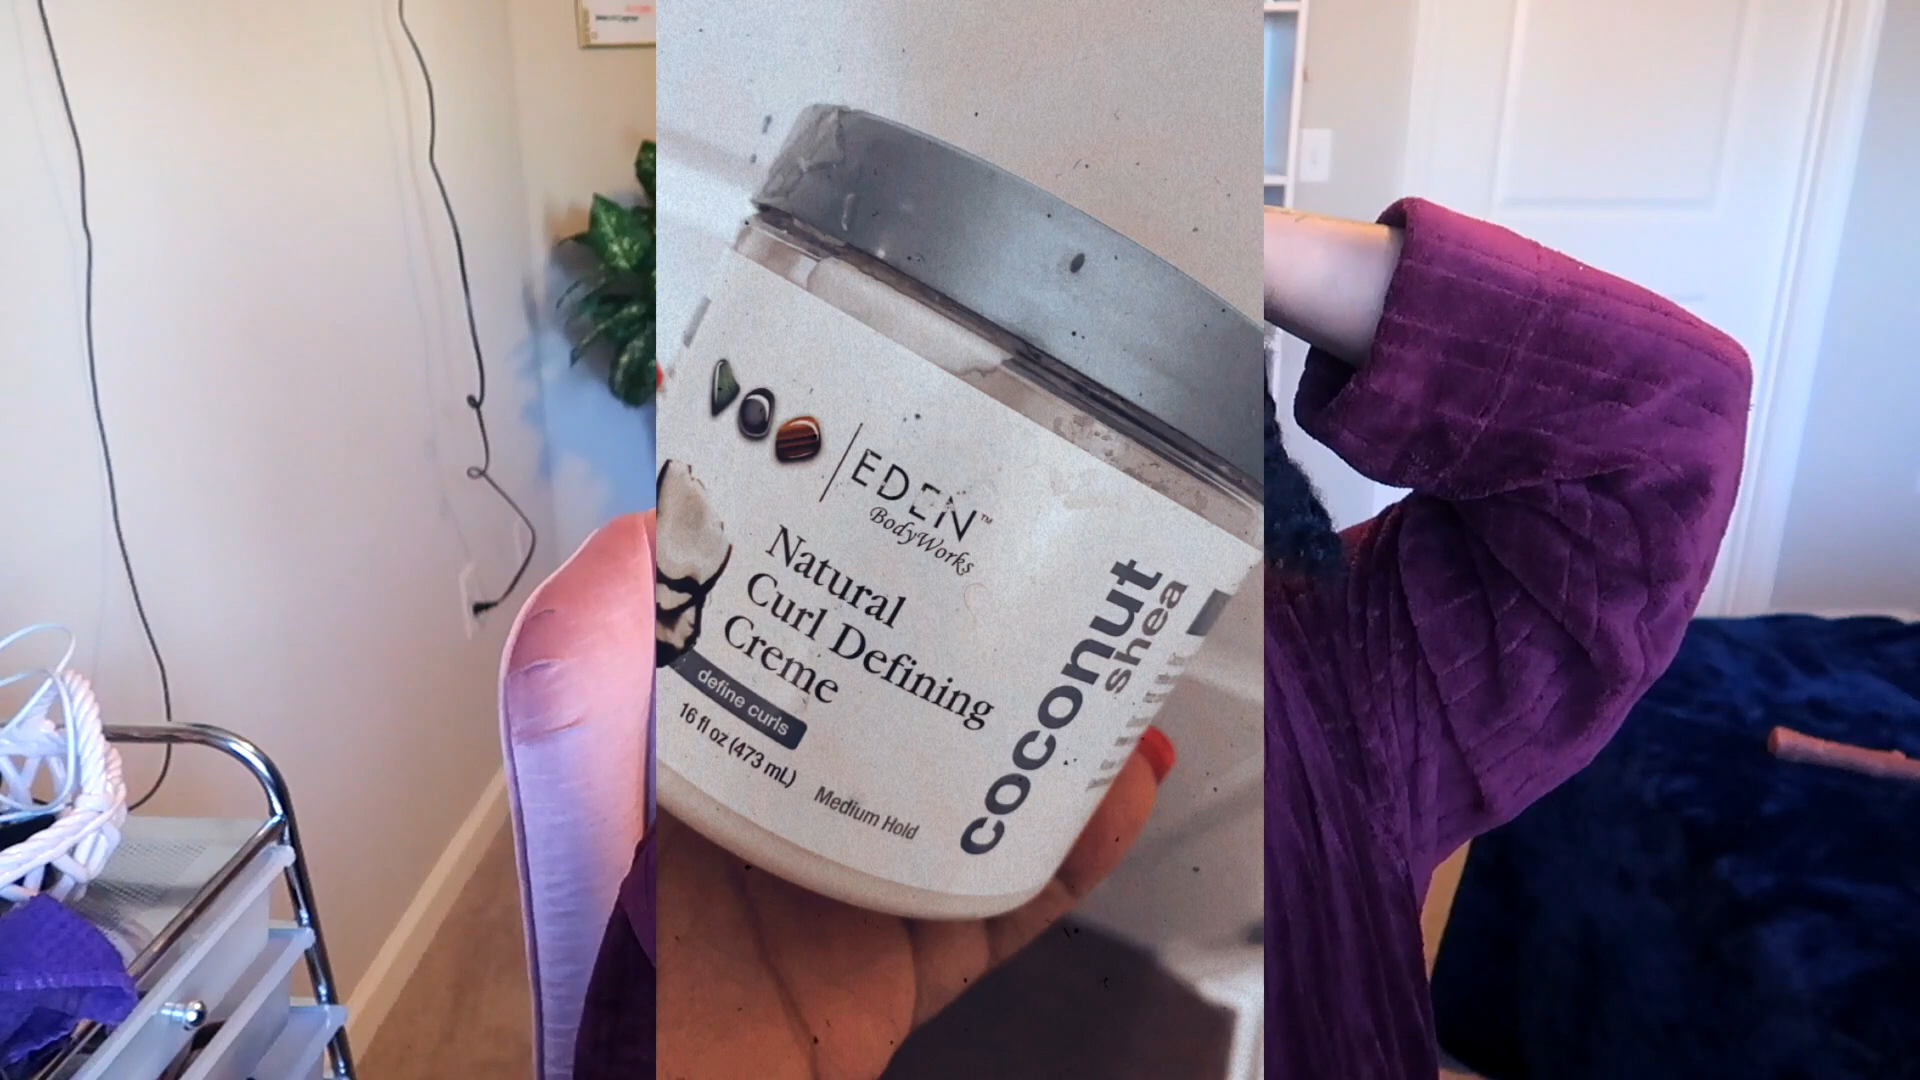 EDEN™
BodyWorks
Natural
Curl Defining
Creme
define curls
16 fl oz (473 mL)
Medium Hold
coconut
shea